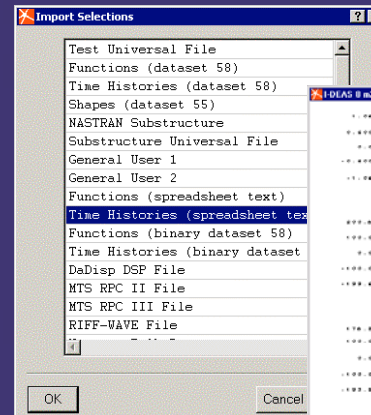 Import Selections
Test Universal File
Functions (dataset 58)
Time Histories (dataset 58)
Shapes (dataset 55)
NASTRAN Substructure
Substructure Universal File
General User 1
General User 2
Functions (spreadsheet text)
Time Histories (spreadsheet tex
Functions (binary dataset 58)
Time Histories (binary dataset
DaDisp DSP File
MTS RPC II File
MTS RPC III File
RIFF-WAVE File
OK
Cancel
I-DEAS 8 m2